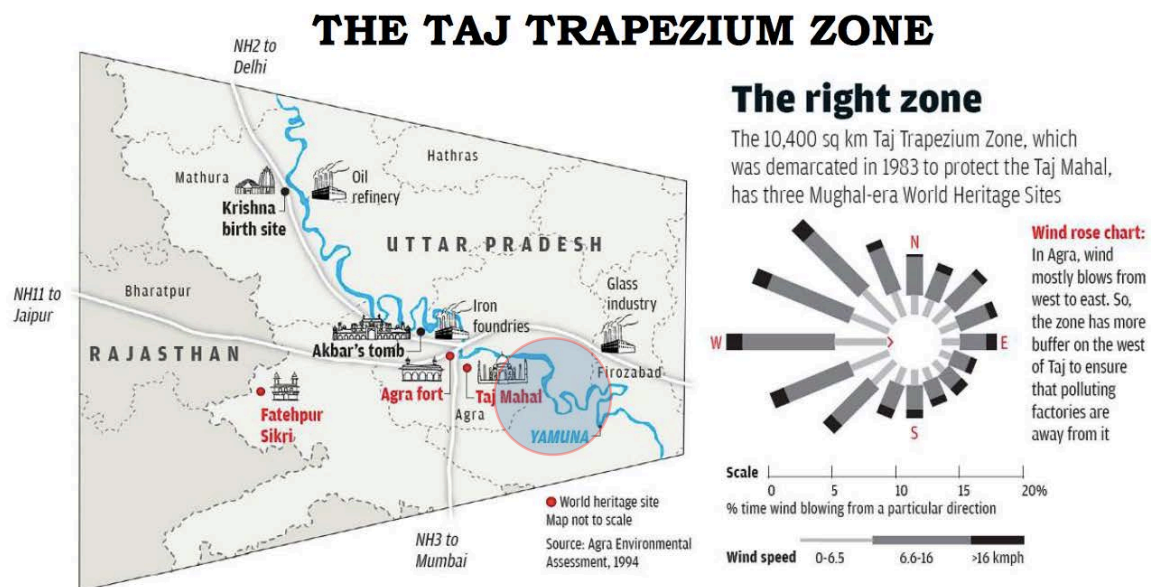 THE TAJ TRAPEZIUM ZONE
NH2 to
Delhi
Hathras
Mathura
Oil
refinery
Krishna
birth site
UTTAR PRADESH
NH11 to
Jaipur
Bharatpur
Iron
foundries
Glass
industry
RAJASTHAN
Akbar's tomb
Firozabad
Agra fort
Taj Mahal
Agra
Fatehpur
Sikri
YAMUNA
World heritage site
Map not to scale
Source: Agra Environmental
Assessment, 1994
NH3 to
Mumbai
The right zone
The 10,400 sq km Taj Trapezium Zone, which
was demarcated in 1983 to protect the Taj Mahal,
has three Mughal-era World Heritage Sites
N
W
E
S
Wind rose chart:
In Agra, wind
mostly blows from
west to east. So,
the zone has more
buffer on the west
of Taj to ensure
that polluting
factories are
away from it
Scale
0 5 10 15 20%
% time wind blowing from a particular direction
Wind speed 0-6.5 6.6-16 >16 kmph